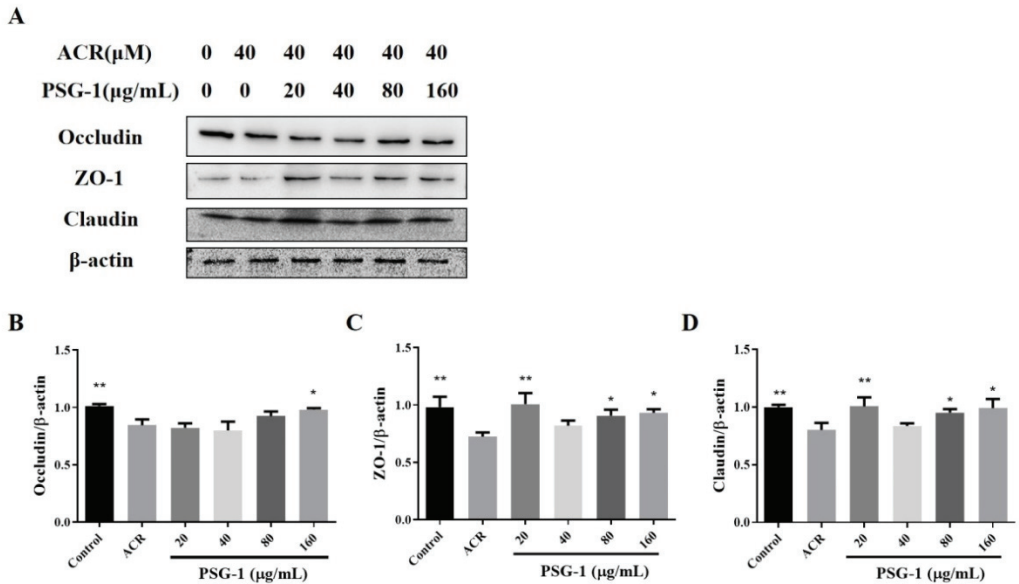 A
ACR(μM) 0 40 40 40 40 40
PSG-1(μg/mL) 0 0 20 40 80 160
Occludin
ZO-1
Claudin
β-actin
B
Occludin/β-actin
1.5
1.0
0.5
0.0
**
*
Control ACR 20 40 80 160
PSG-1 (μg/mL)
C
ZO-1/β-actin
1.5
1.0
0.5
0.0
**
**
*
*
Control ACR 20 40 80 160
PSG-1 (μg/mL)
D
Claudin/β-actin
1.5
1.0
0.5
0.0
**
**
*
*
Control ACR 20 40 80 160
PSG-1 (μg/mL)